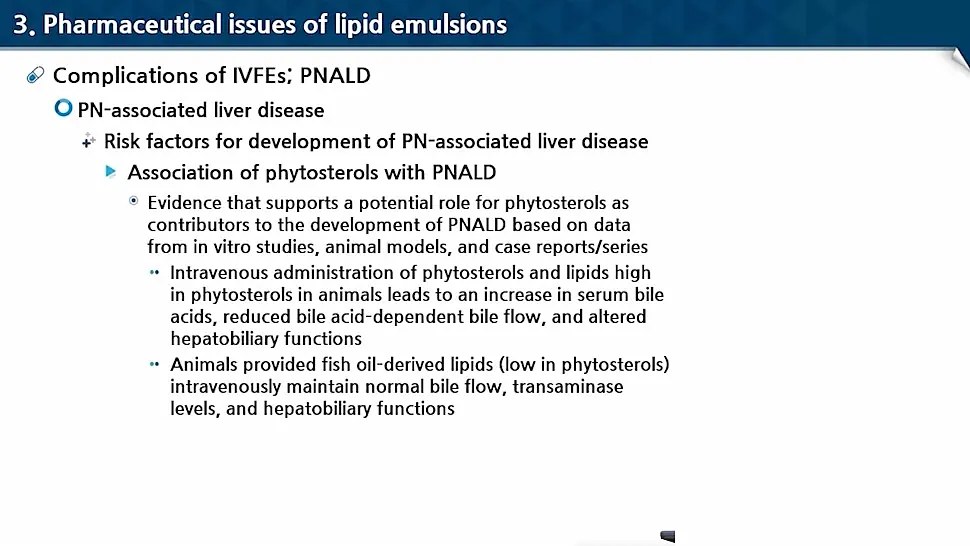 3. Pharmaceutical issues of lipid emulsions
Complications of IVFEs; PNALD
PN-associated liver disease
Risk factors for development of PN-associated liver disease
Association of phytosterols with PNALD
Evidence that supports a potential role for phytosterols as
contributors to the development of PNALD based on data
from in vitro studies, animal models, and case reports/series
Intravenous administration of phytosterols and lipids high
in phytosterols in animals leads to an increase in serum bile
acids, reduced bile acid-dependent bile flow, and altered
hepatobiliary functions
Animals provided fish oil-derived lipids (low in phytosterols)
intravenously maintain normal bile flow, transaminase
levels, and hepatobiliary functions